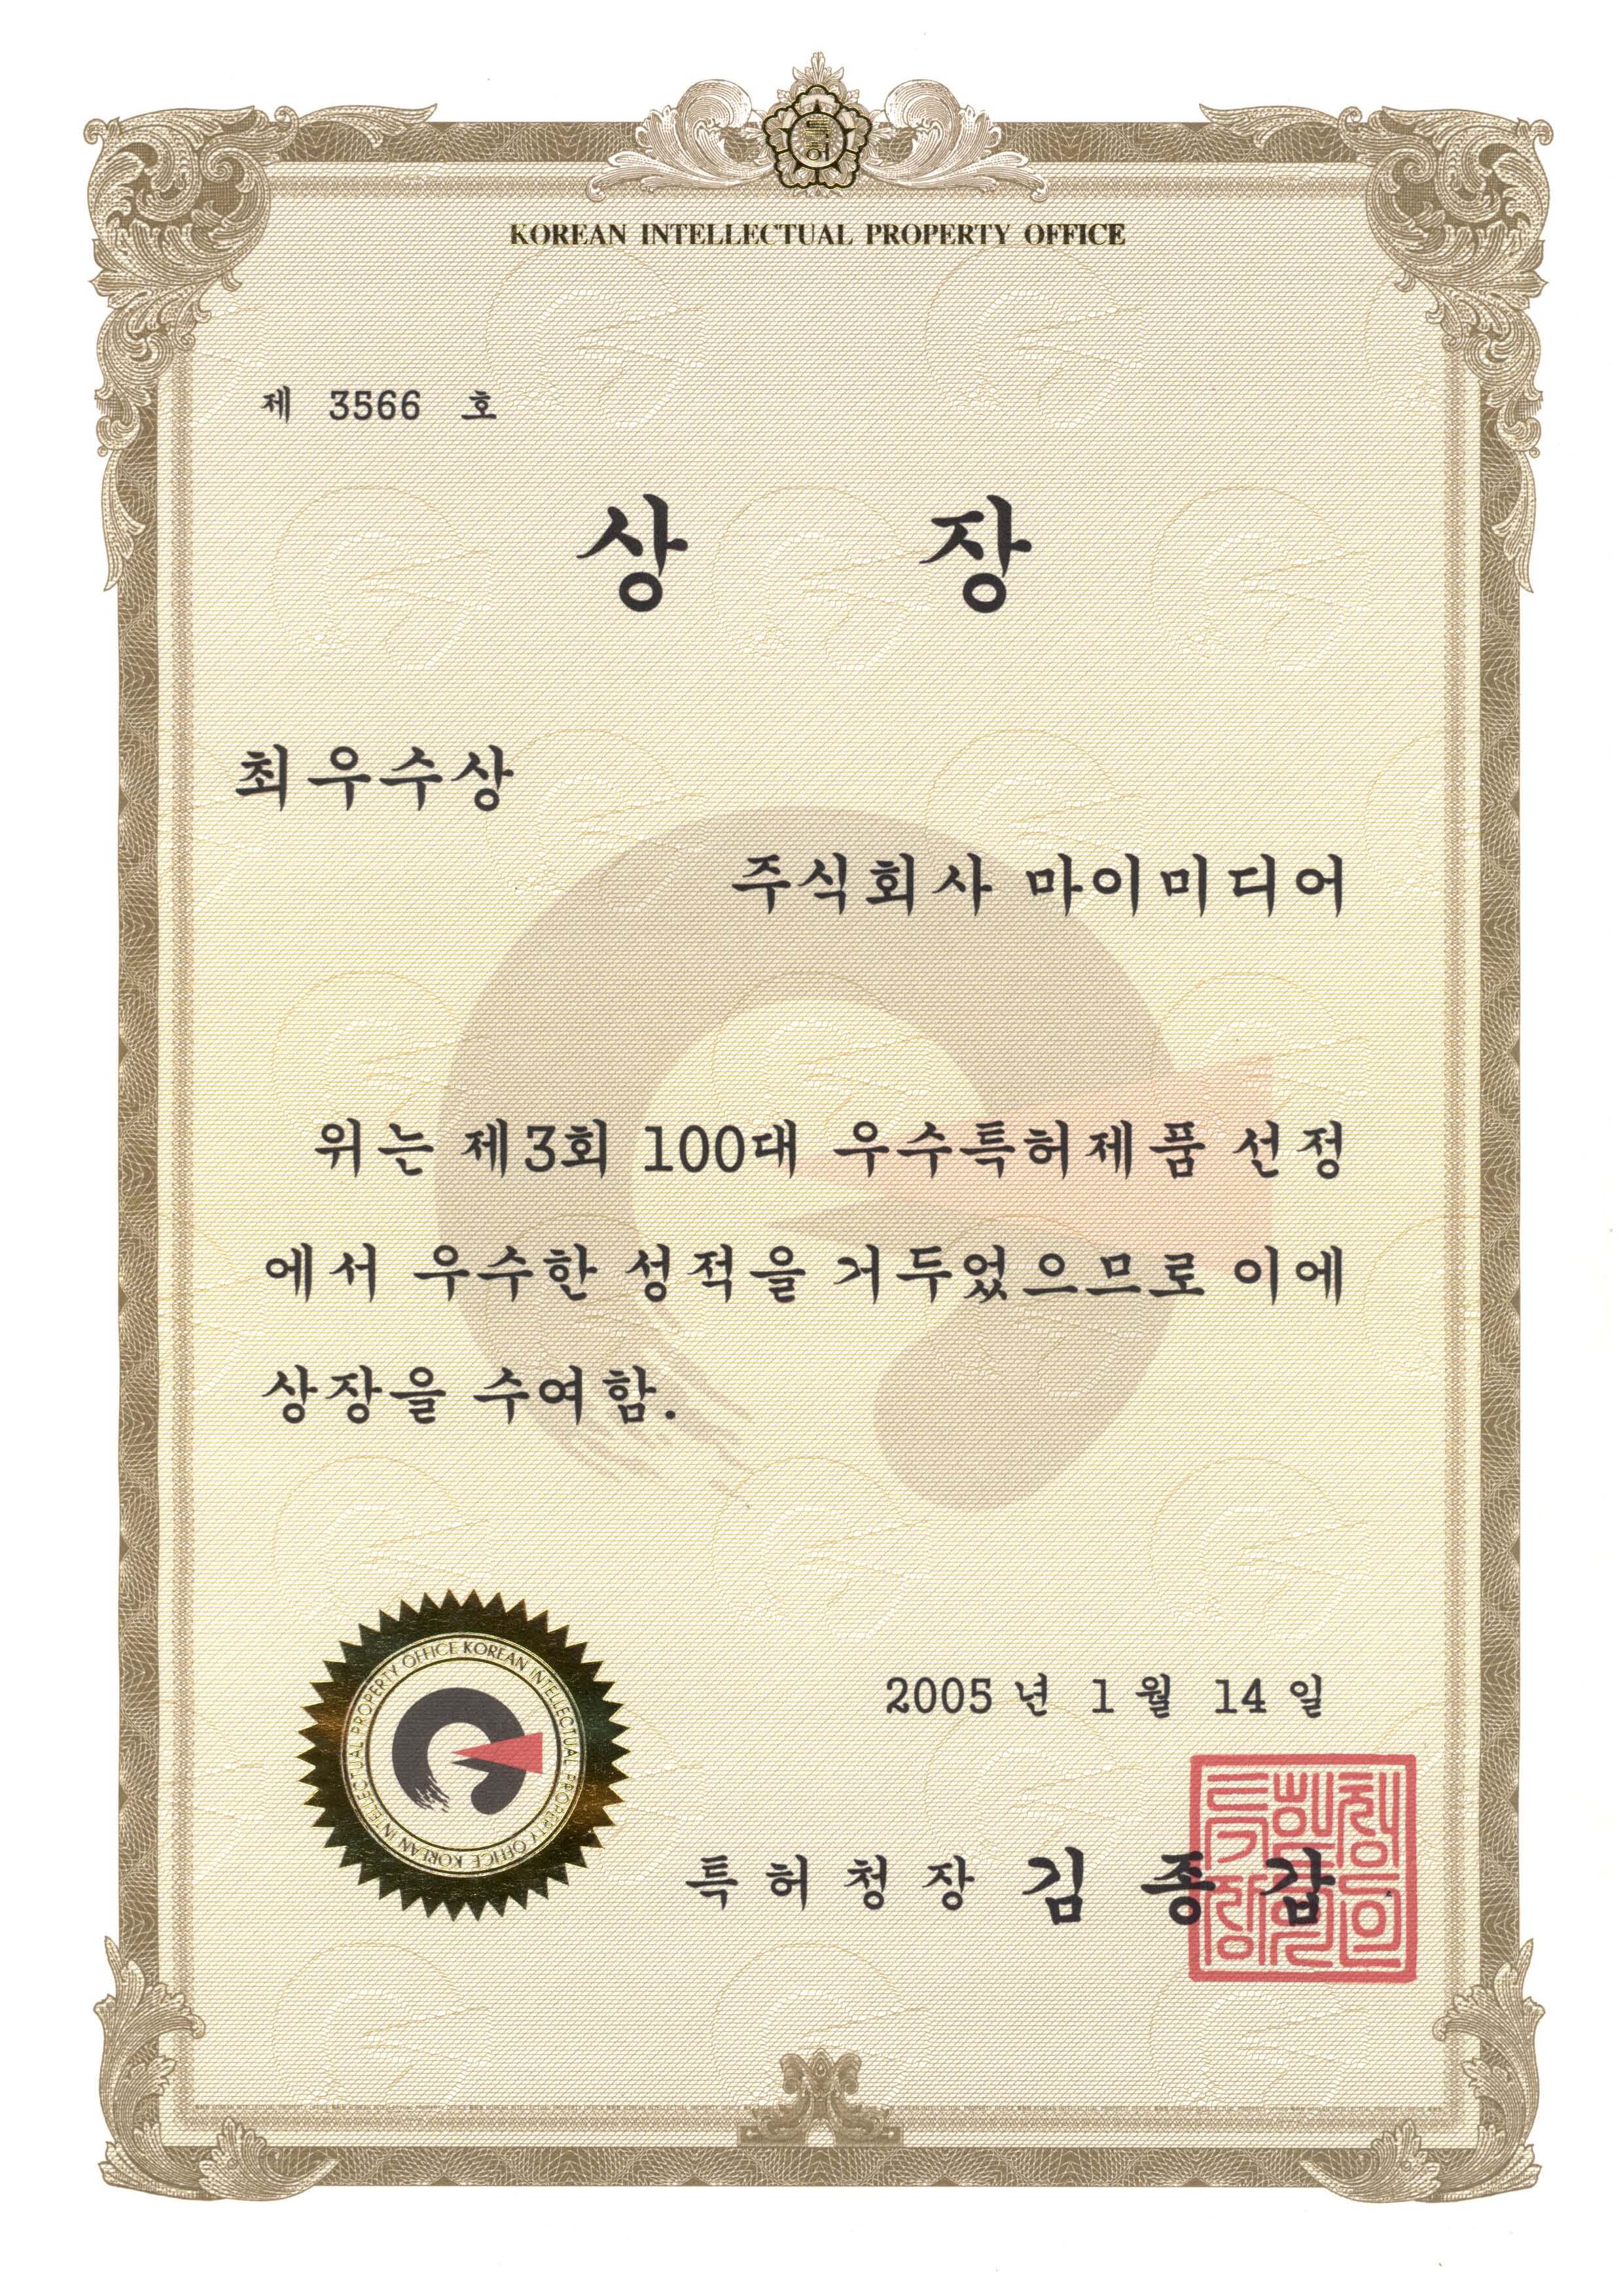 특허
KOREAN INTELLECTUAL PROPERTY OFFICE
제 3566 호
상 장
최우수상
주식회사 마이미디어
위는 제3회 100대 우수특허제품 선정
에서 우수한 성적을 거두었으므로 이에
상장을 수여함.
KOREAN INTELLECTUAL PROPERTY OFFICE KOREAN INTELLECTUAL PROPERTY OFFICE
2005 년 1 월 14 일
특허청장 김종갑
특허청장의인